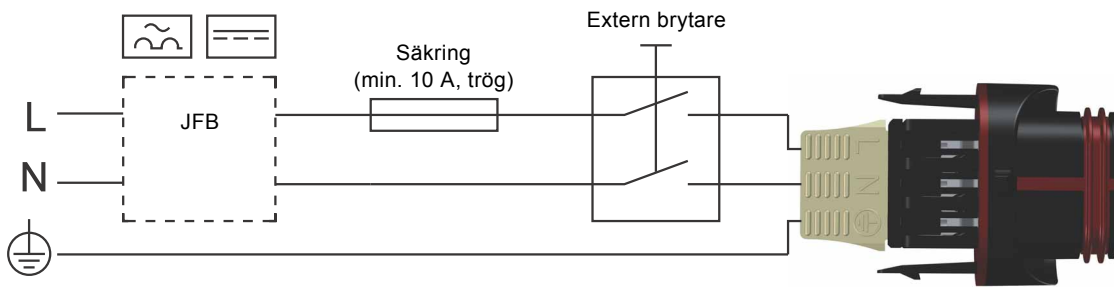 Extern brytare
Säkring
(min. 10 A, trög)
JFB
L
N
L
N